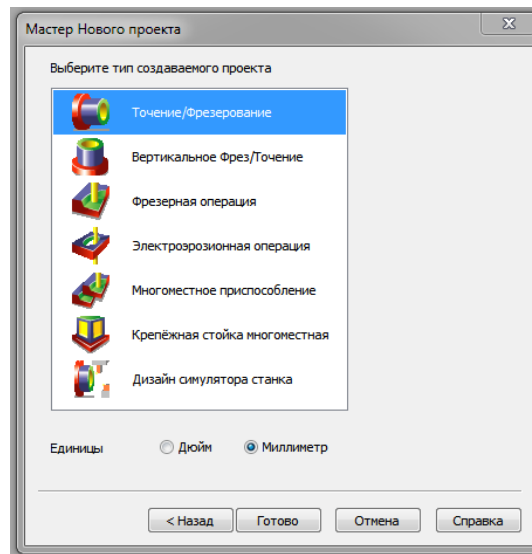 Мастер Нового проекта
Выберите тип создаваемого проекта
Точение/Фрезерование
Вертикальное Фрез/Точение
Фрезерная операция
Электроэрозионная операция
Многоместное приспособление
Крепёжная стойка многоместная
Дизайн симулятора станка
Единицы Дюйм Миллиметр
< Назад Готово Отмена Справка